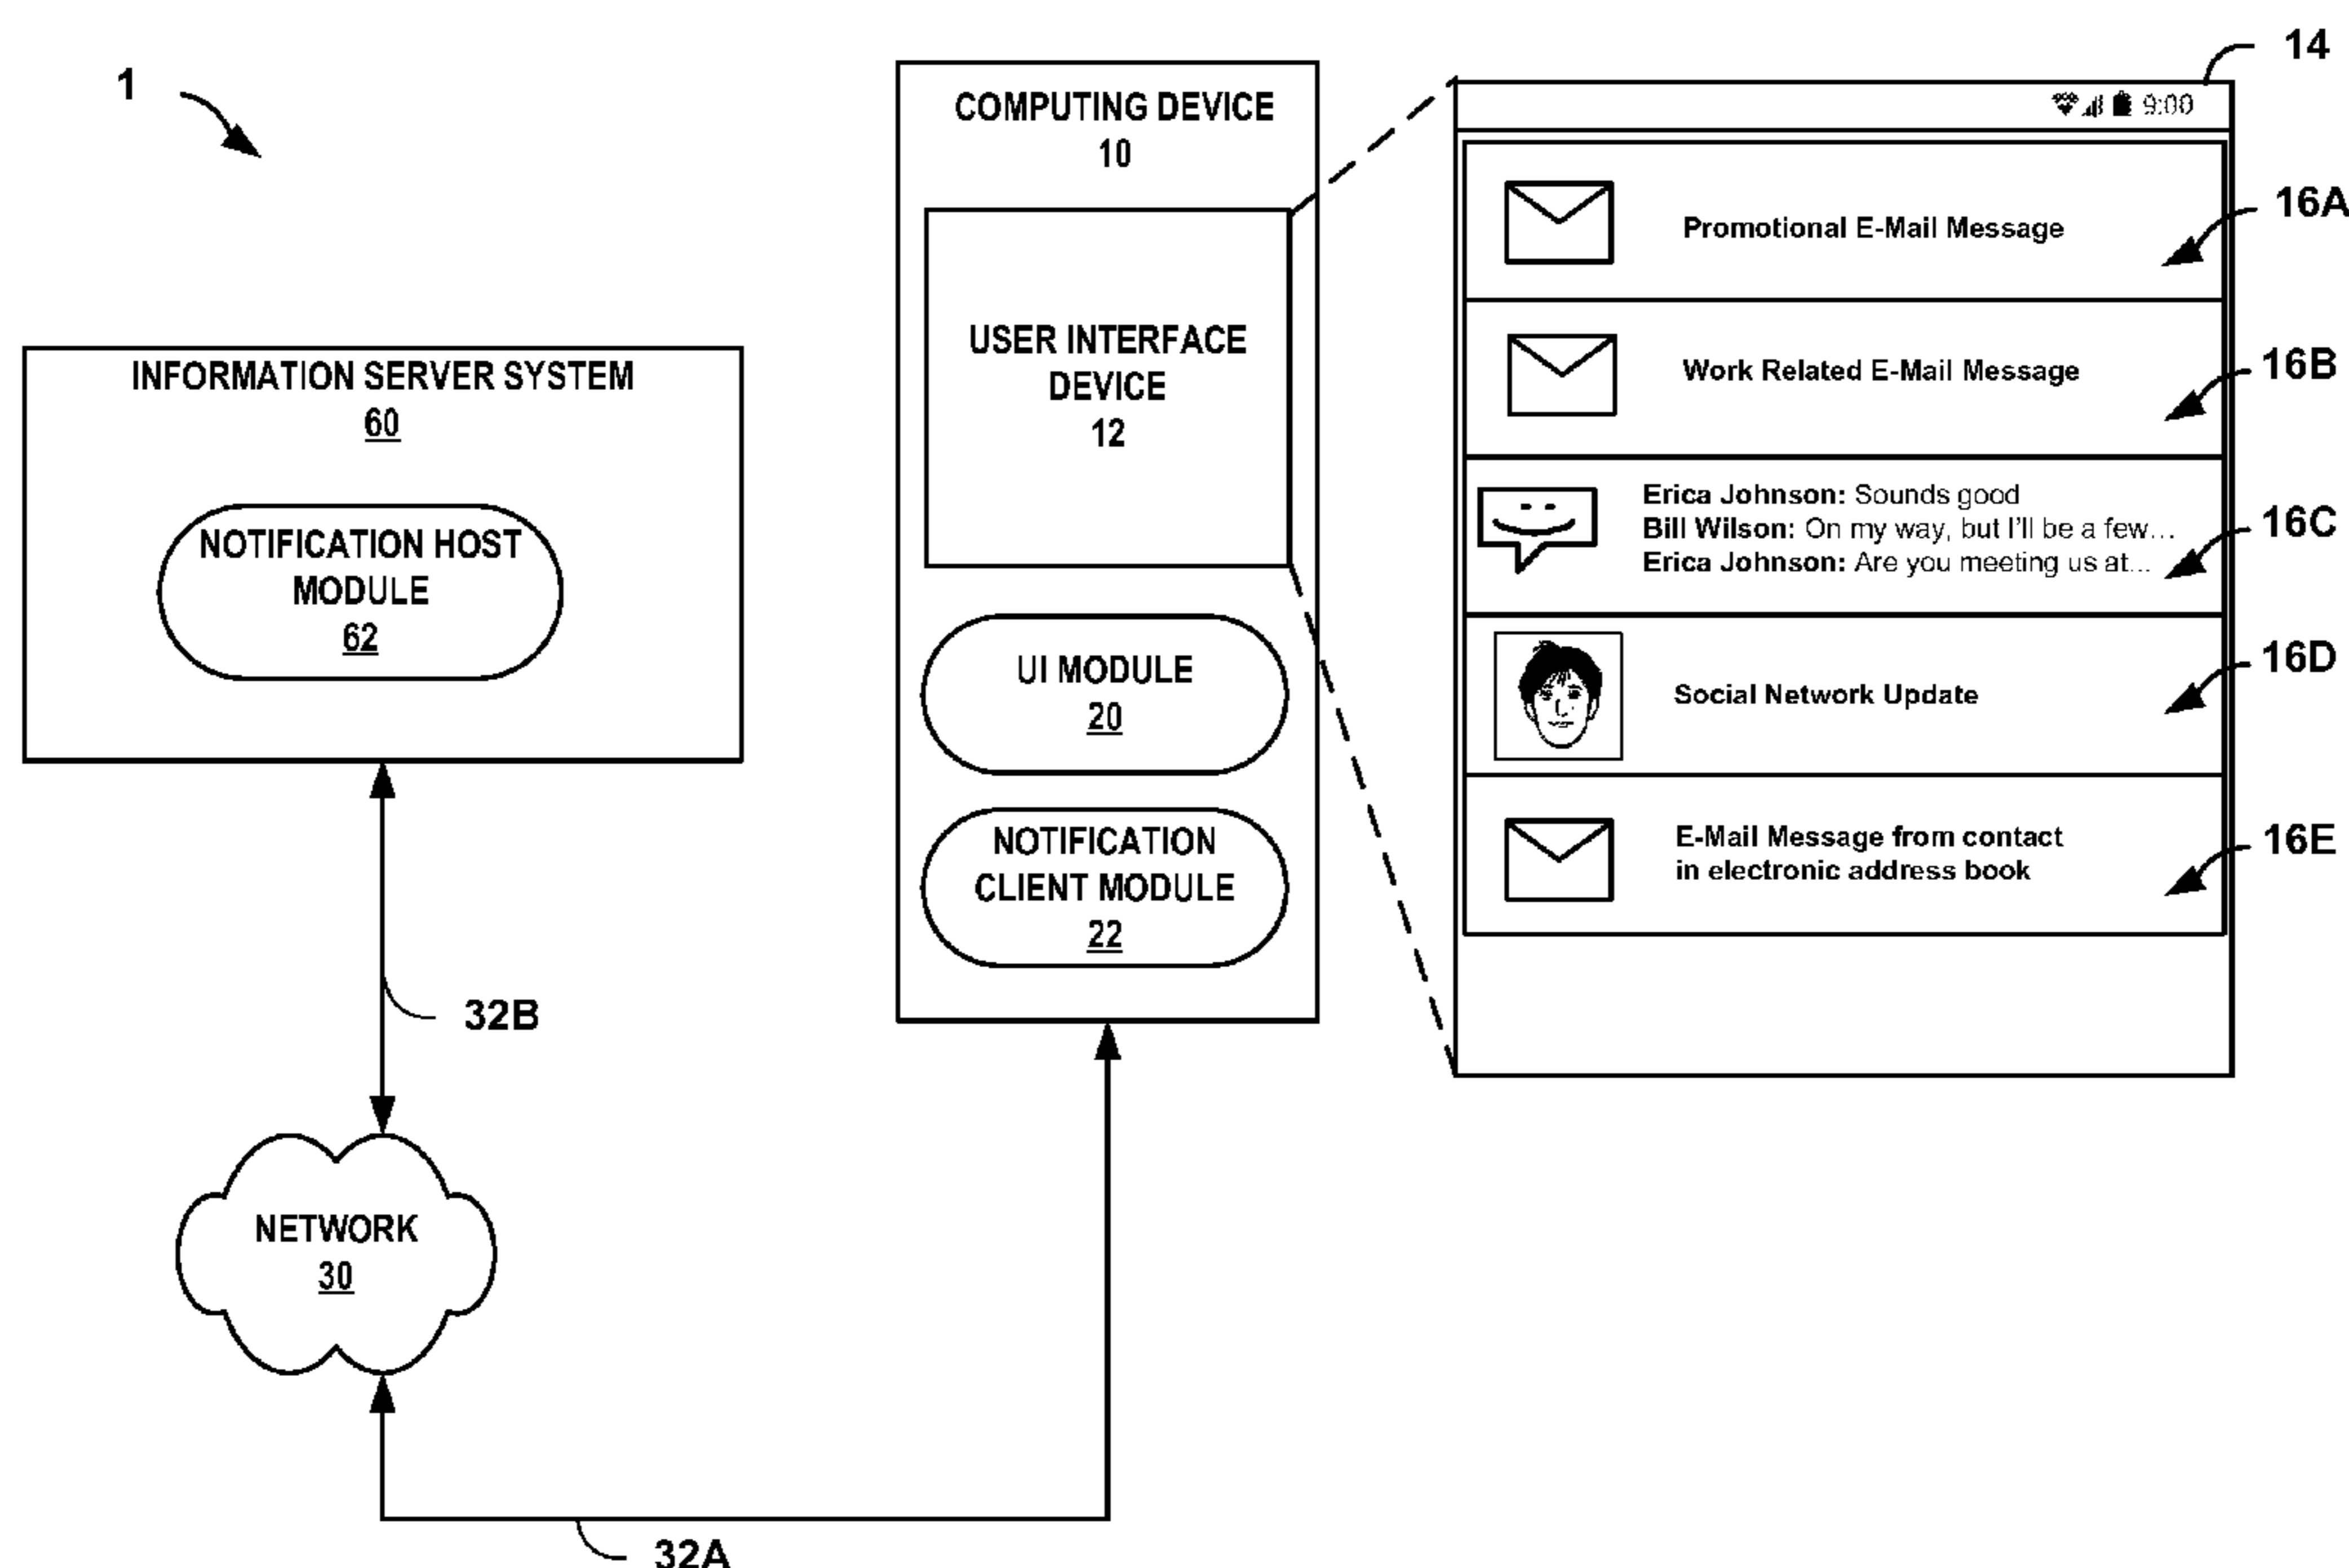 1
INFORMATION SERVER SYSTEM
60
NOTIFICATION HOST
MODULE
62
32B
NETWORK
30
32A
COMPUTING DEVICE
10
USER INTERFACE
DEVICE
12
UI MODULE
20
NOTIFICATION
CLIENT MODULE
22
14
9:00
Promotional E-Mail Message
16A
Work Related E-Mail Message
16B
Erica Johnson: Sounds good
Bill Wilson: On my way, but I'll be a few...
Erica Johnson: Are you meeting us at...
16C
Social Network Update
16D
E-Mail Message from contact
in electronic address book
16E